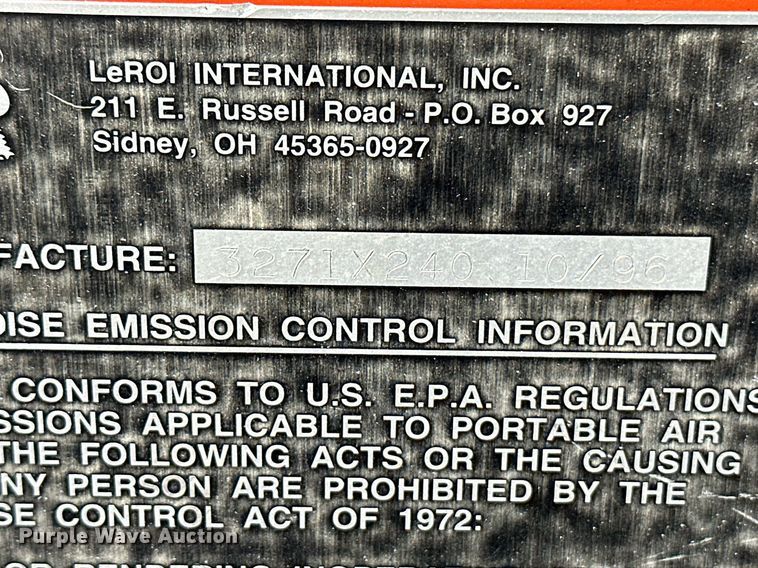 LeROI INTERNATIONAL, INC.
211 E. Russell Road - P.O. Box 927
Sidney, OH 45365-0927
FACTURE: 3271X240 10/96
OISE EMISSION CONTROL INFORMATION
CONFORMS TO U.S. E.P.A. REGULATIONS
SSIONS APPLICABLE TO PORTABLE AIR
THE FOLLOWING ACTS OR THE CAUSING
NY PERSON ARE PROHIBITED BY THE
SE CONTROL ACT OF 1972:
Purple Wave Auction
OR RENDERING